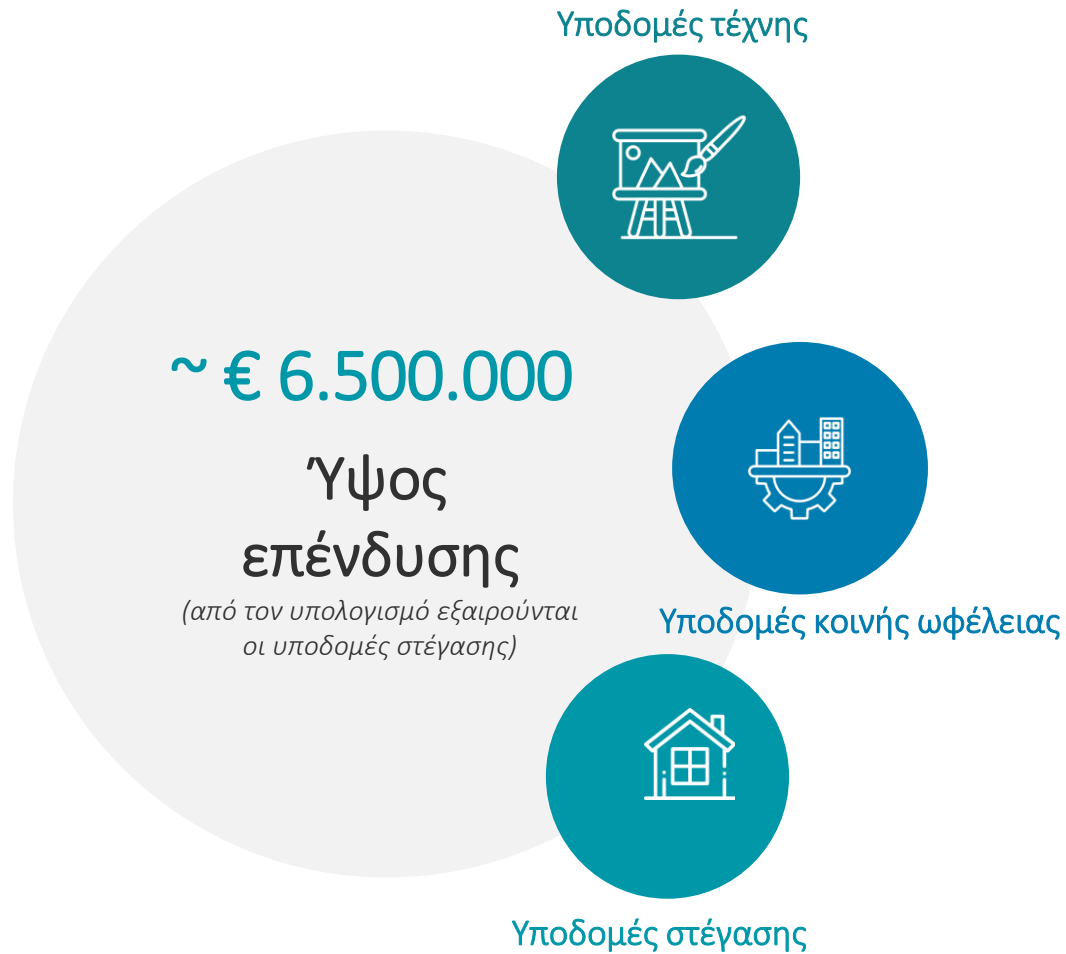 Υποδομές τέχνης
~ € 6.500.000
Ύψος
επένδυσης
(από τον υπολογισμό εξαιρούνται
οι υποδομές στέγασης)
Υποδομές κοινής ωφέλειας
Υποδομές στέγασης